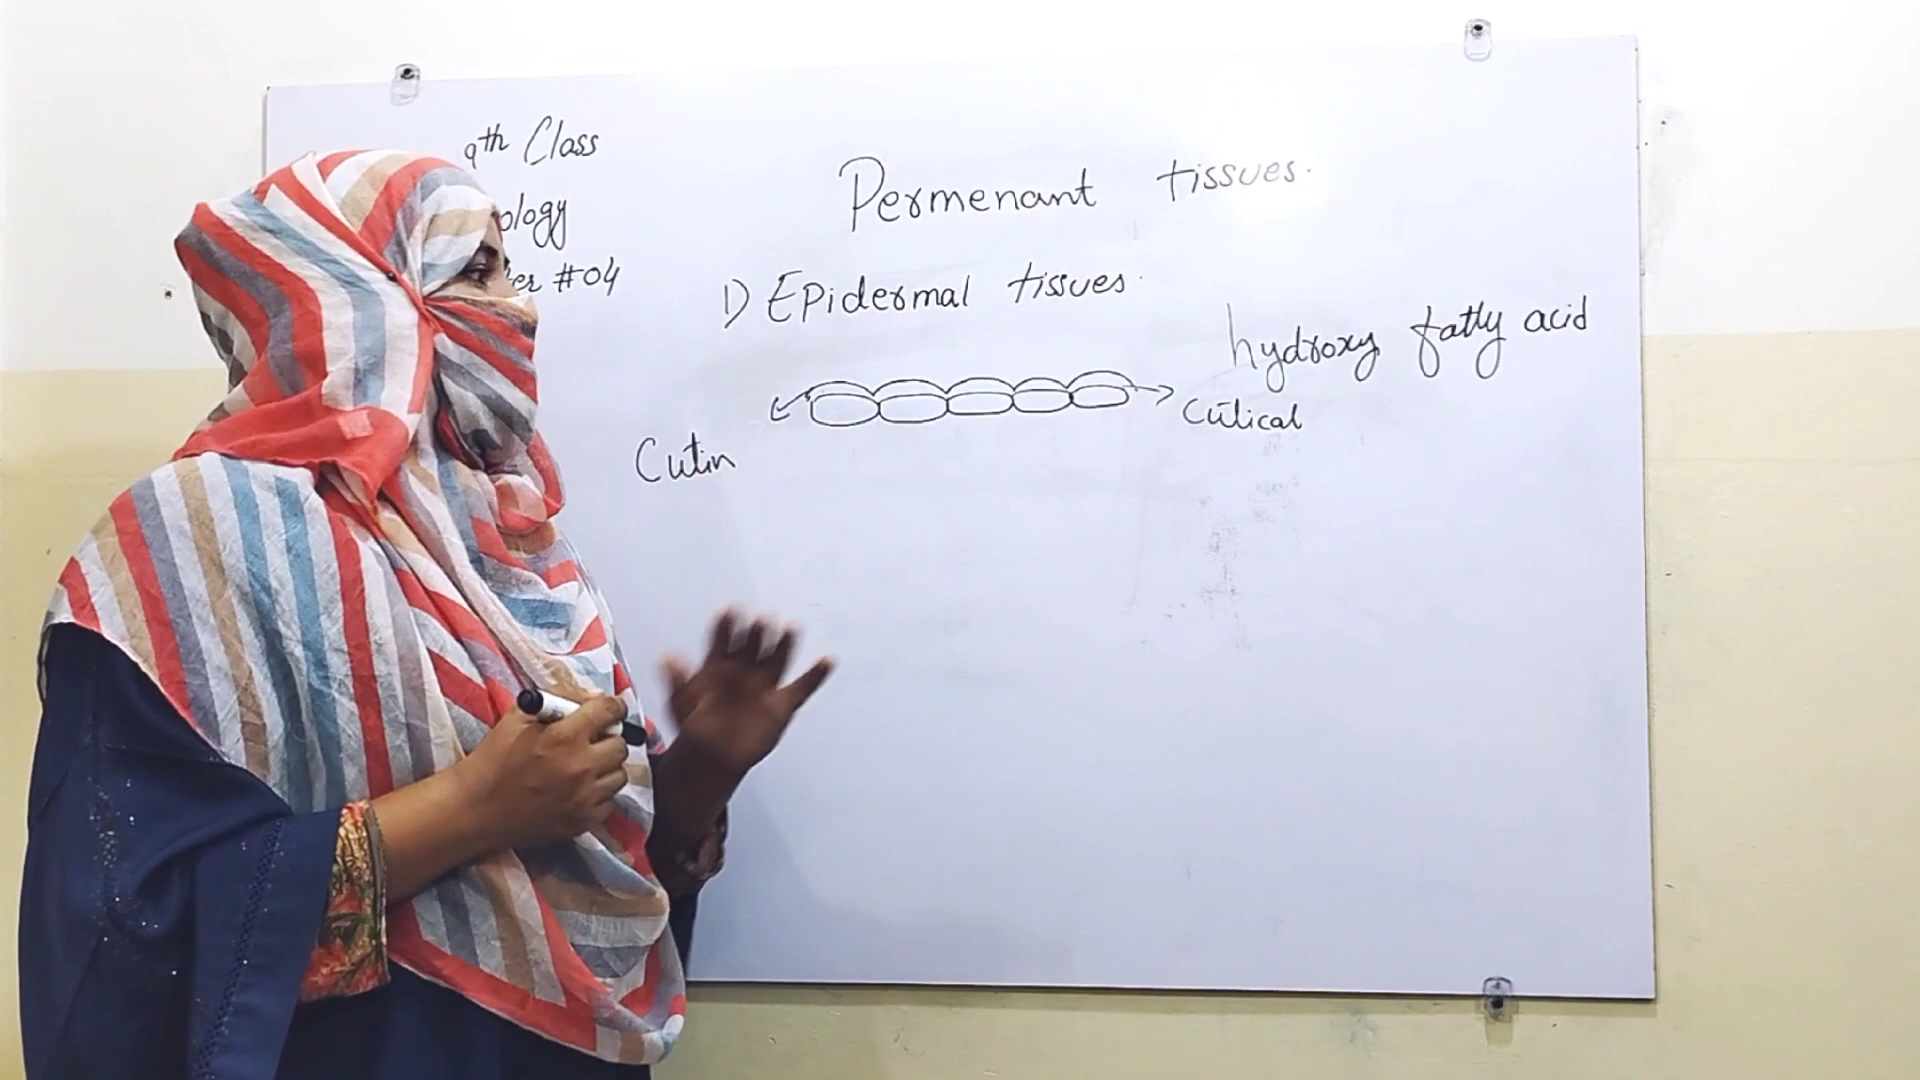 9th Class
ology
er #04
Permenant tissues.
1) Epidermal tissues.
hydroxy fatty acid
Cutical
Cutin